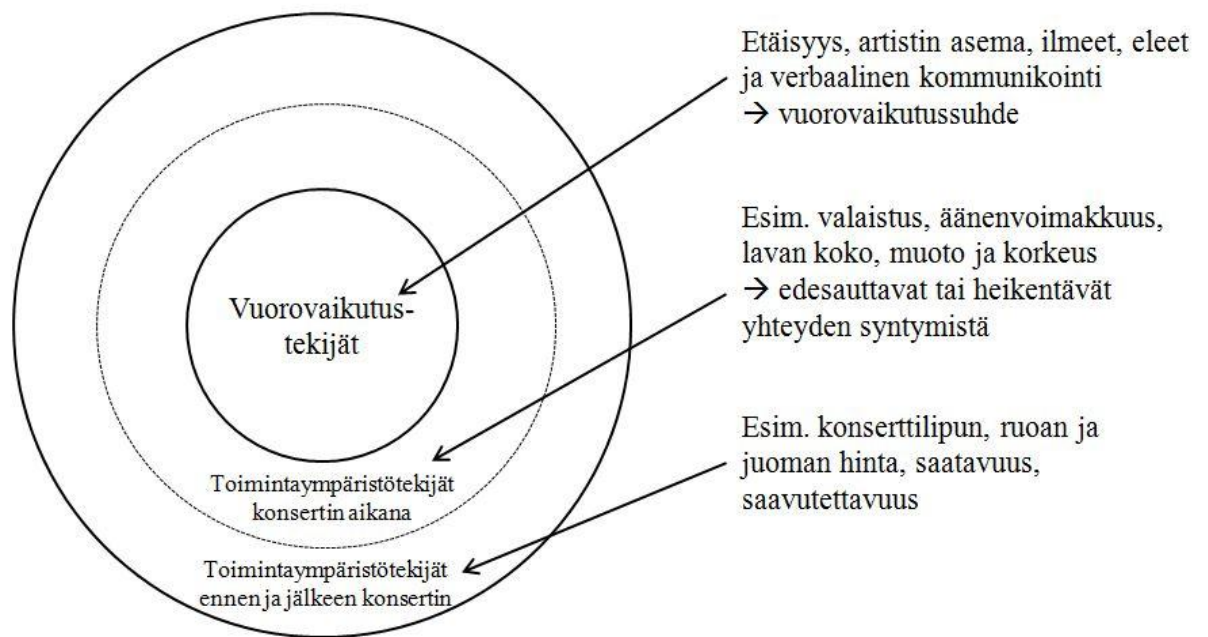 Etäisyys, artistin asema, ilmeet, eleet
ja verbaalinen kommunikointi
→ vuorovaikutussuhde
Esim. valaistus, äänenvoimakkuus,
lavan koko, muoto ja korkeus
→ edesauttavat tai heikentävät
yhteyden syntymistä
Esim. konserttilipun, ruoan ja
juoman hinta, saatavuus,
saavutettavuus
Vuorovaikutus-
tekijät
Toimintaympäristötekijät
konsertin aikana
Toimintaympäristötekijät
ennen ja jälkeen konsertin